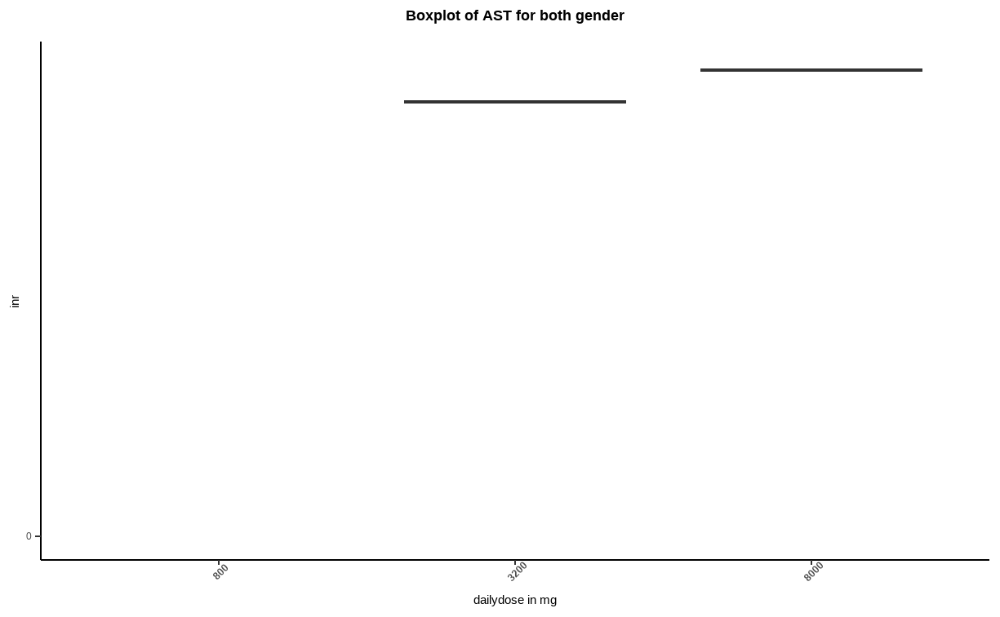 Boxplot of AST for both gender
inr
0
800
3200
8000
dailydose in mg